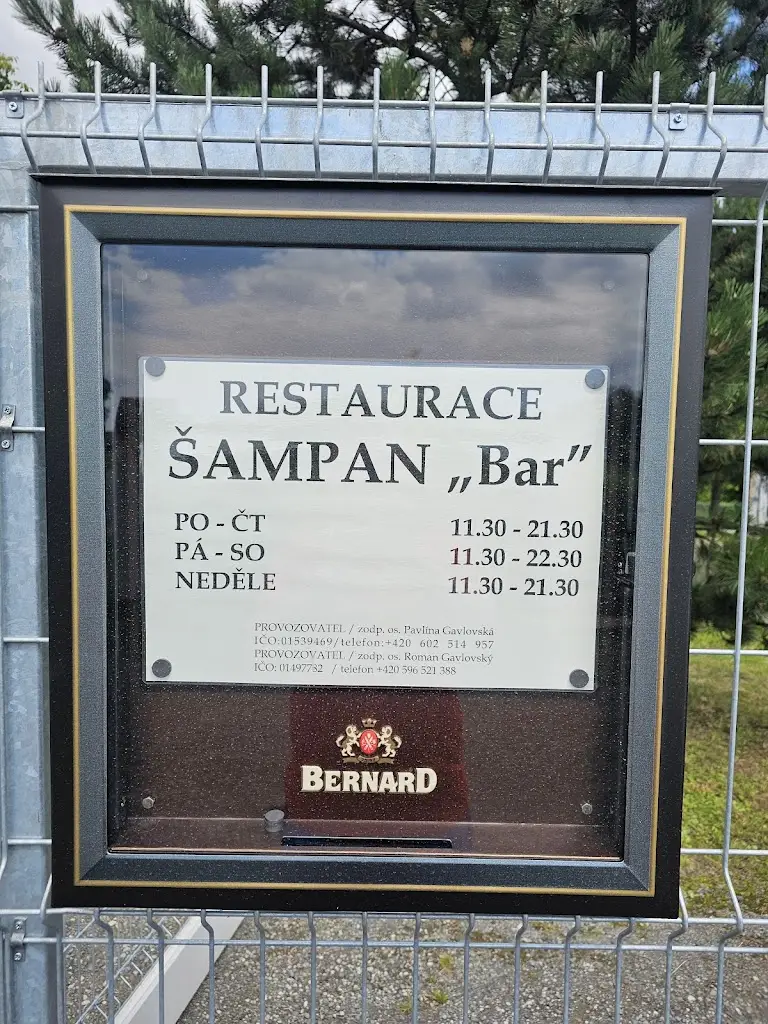 RESTAURACE
ŠAMPAN „Bar”
PO - ČT 11.30 - 21.30
PÁ - SO 11.30 - 22.30
NEDĚLE 11.30 - 21.30
PROVOZOVATEL / zodp. os. Pavlína Gavlovská
IČO:01539469/telefon:+420 602 514 957
PROVOZOVATEL / zodp. os. Roman Gavlovský
IČO: 01497782 / telefon +420 596 521 388
BERNARD